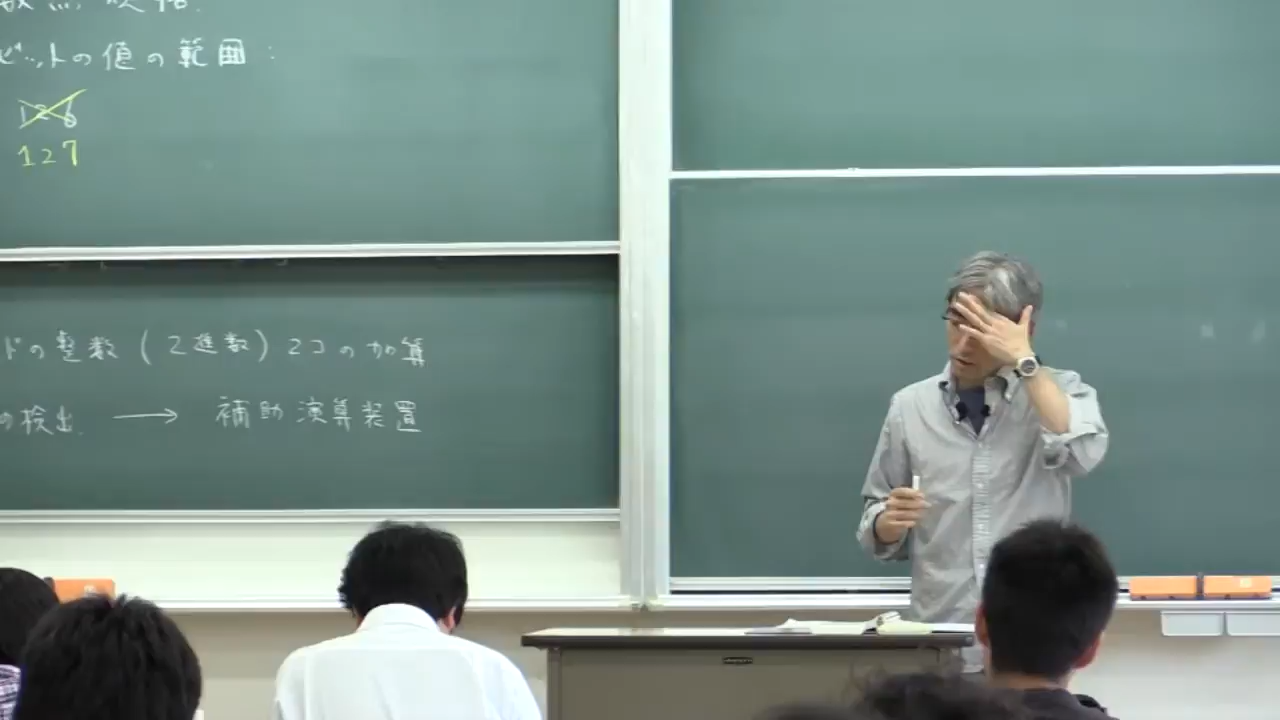 ビットの値の範囲:
126
127
ドの整数(2進数)2コの加算
の検出. → 補助演算装置